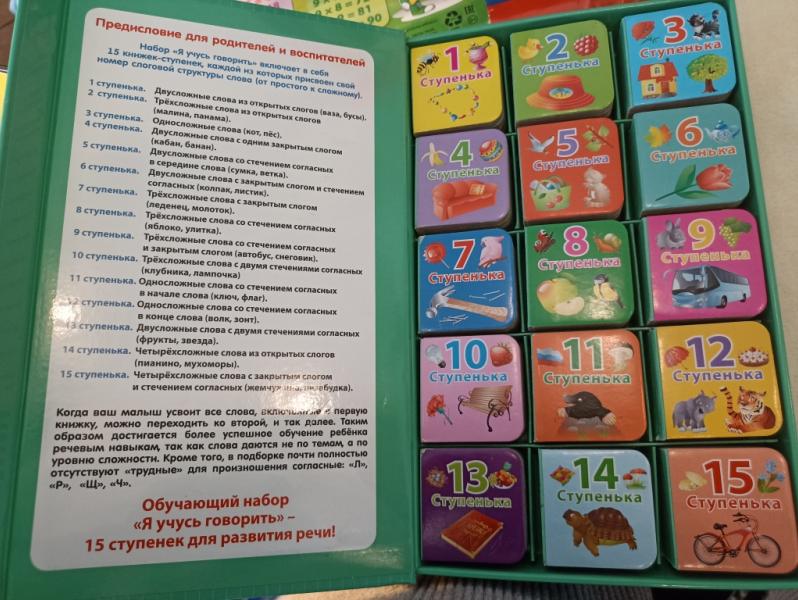 Предисловие для родителей и воспитателей
Набор «Я учусь говорить» включает в себя
15 книжек-ступенек, каждой из которых присвоен свой
номер слоговой структуры слова (от простого к сложному).
1 ступенька. Двусложные слова из открытых слогов (ваза, бусы).
2 ступенька. Трёхсложные слова из открытых слогов
(малина, панама).
3 ступенька. Односложные слова (кот, пёс).
4 ступенька. Двусложные слова с одним закрытым слогом
(кабан, банан).
5 ступенька. Двусложные слова со стечением согласных
в середине слова (сумка, ветка).
6 ступенька. Двусложные слова с закрытым слогом и стечением
согласных (колпак, листик).
7 ступенька. Трёхсложные слова с закрытым слогом
(леденец, молоток).
8 ступенька. Трёхсложные слова со стечением согласных
(яблоко, улитка).
9 ступенька. Трёхсложные слова со стечением согласных
и закрытым слогом (автобус, снеговик).
10 ступенька. Трёхсложные слова с двумя стечениями согласных
(клубника, лампочка)
11 ступенька. Односложные слова со стечением согласных
в начале слова (ключ, флаг).
12 ступенька. Односложные слова со стечением согласных
в конце слова (волк, зонт).
13 ступенька. Двусложные слова с двумя стечениями согласных
(фрукты, звезда).
14 ступенька. Четырёхсложные слова из открытых слогов
(пианино, мухоморы).
15 ступенька. Четырёхсложные слова с закрытым слогом
и стечением согласных
Когда ваш малыш усвоит все слова, в первую
книжку, можно переходить ко второй, и так далее. Таким
образом достигается более успешное обучение ребёнка
речевым навыкам, так как слова даются не по темам, а по
уровню сложности. Кроме того, в подборке почти полностью
отсутствуют «трудные» для произношения согласные: «Л»,
«Р», «Щ», «Ч».
Обучающий набор
«Я учусь говорить» –
15 ступенек для развития речи!
1
Ступенька
2
Ступенька
3
Ступенька
4
Ступенька
5
Ступенька
6
Ступенька
7
Ступенька
8
Ступенька
9
Ступенька
10
Ступенька
11
Ступенька
12
Ступенька
13
Ступенька
14
Ступенька
15
Ступенька